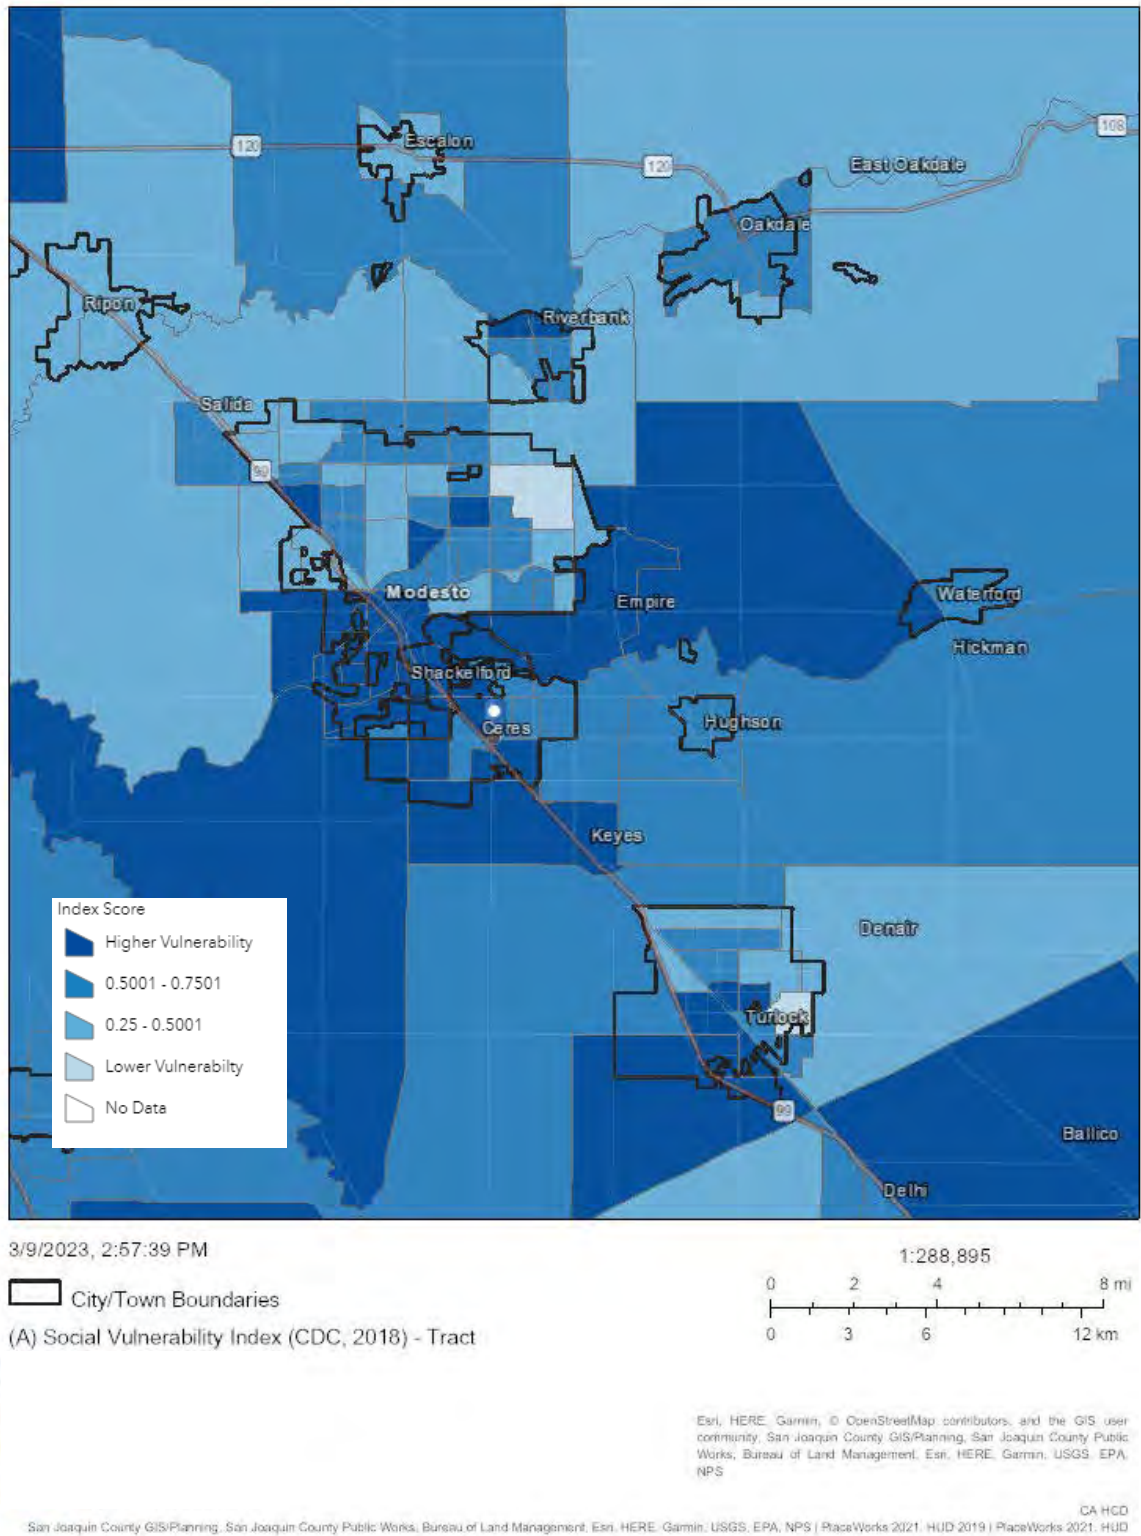 120
Escalon
120
108
East Oakdale
Oakdale
Ripon
Riverbank
Salida
99
Modesto
Empire
Waterford
Hickman
Shackelford
Ceres
Hughson
Keyes
Denair
Turlock
99
Ballico
Delhi
Index Score
Higher Vulnerability
0.5001 - 0.7501
0.25 - 0.5001
Lower Vulnerabilty
No Data
3/9/2023, 2:57:39 PM
City/Town Boundaries
(A) Social Vulnerability Index (CDC, 2018) - Tract
1:288,895
0 2 4 8 mi
0 3 6 12 km
Esri, HERE, Garmin, © OpenStreetMap contributors, and the GIS user
community, San Joaquin County GIS/Planning, San Joaquin County Public
Works, Bureau of Land Management, Esri, HERE, Garmin, USGS, EPA,
NPS
CA HCD
San Joaquin County GIS/Planning, San Joaquin County Public Works, Bureau of Land Management, Esri, HERE, Garmin, USGS, EPA, NPS | PlaceWorks 2021, HUD 2019 | PlaceWorks 2021, HUD